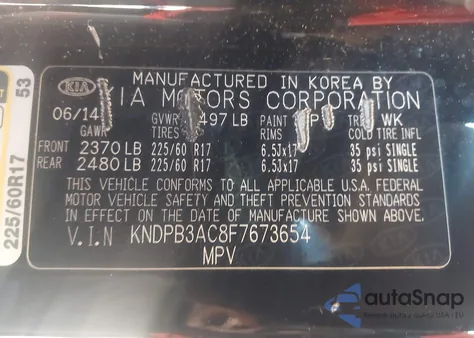 MANUFACTURED IN KOREA BY
KIA
KIA MOTORS CORPORATION
06/14 GVWR 497 LB PAINT P TRIM WK
GAWR TIRES RIMS COLD TIRE INFL
FRONT 2370 LB 225/60 R17 6.5Jx17 35 psi SINGLE
REAR 2480 LB 225/60 R17 6.5Jx17 35 psi SINGLE
THIS VEHICLE CONFORMS TO ALL APPLICABLE U.S.A. FEDERAL
MOTOR VEHICLE SAFETY AND THEFT PREVENTION STANDARDS
IN EFFECT ON THE DATE OF MANUFACTURE SHOWN ABOVE.
V.I.N KNDPB3AC8F7673654
MPV
53
225/60R17
autoSnap